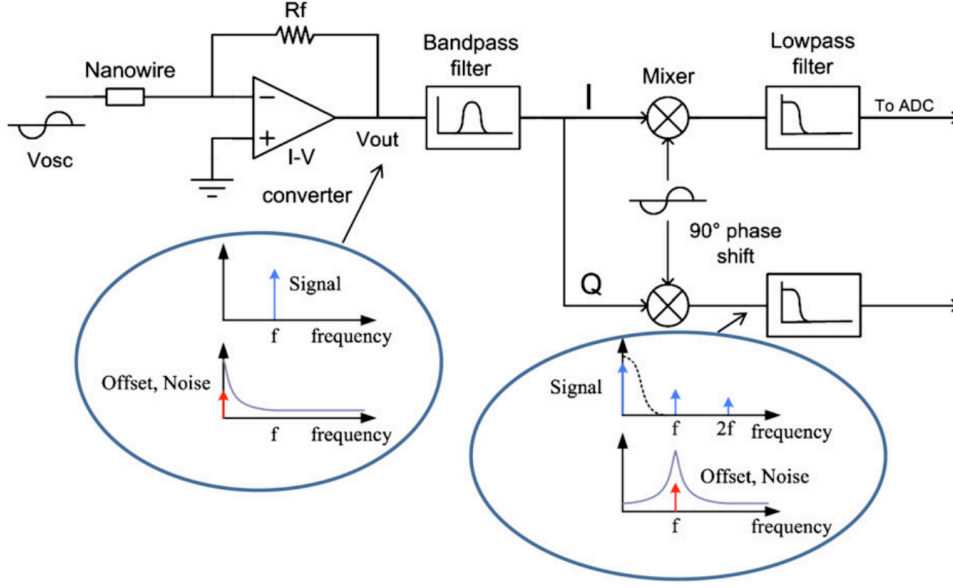 Rf
Nanowire
Vosc
−
+
I-V
converter
Vout
Bandpass
filter
I
Mixer
Lowpass
filter
To ADC
90° phase
shift
Q
Signal
f
frequency
Offset, Noise
f
frequency
Signal
f
2f
frequency
Offset, Noise
f
frequency